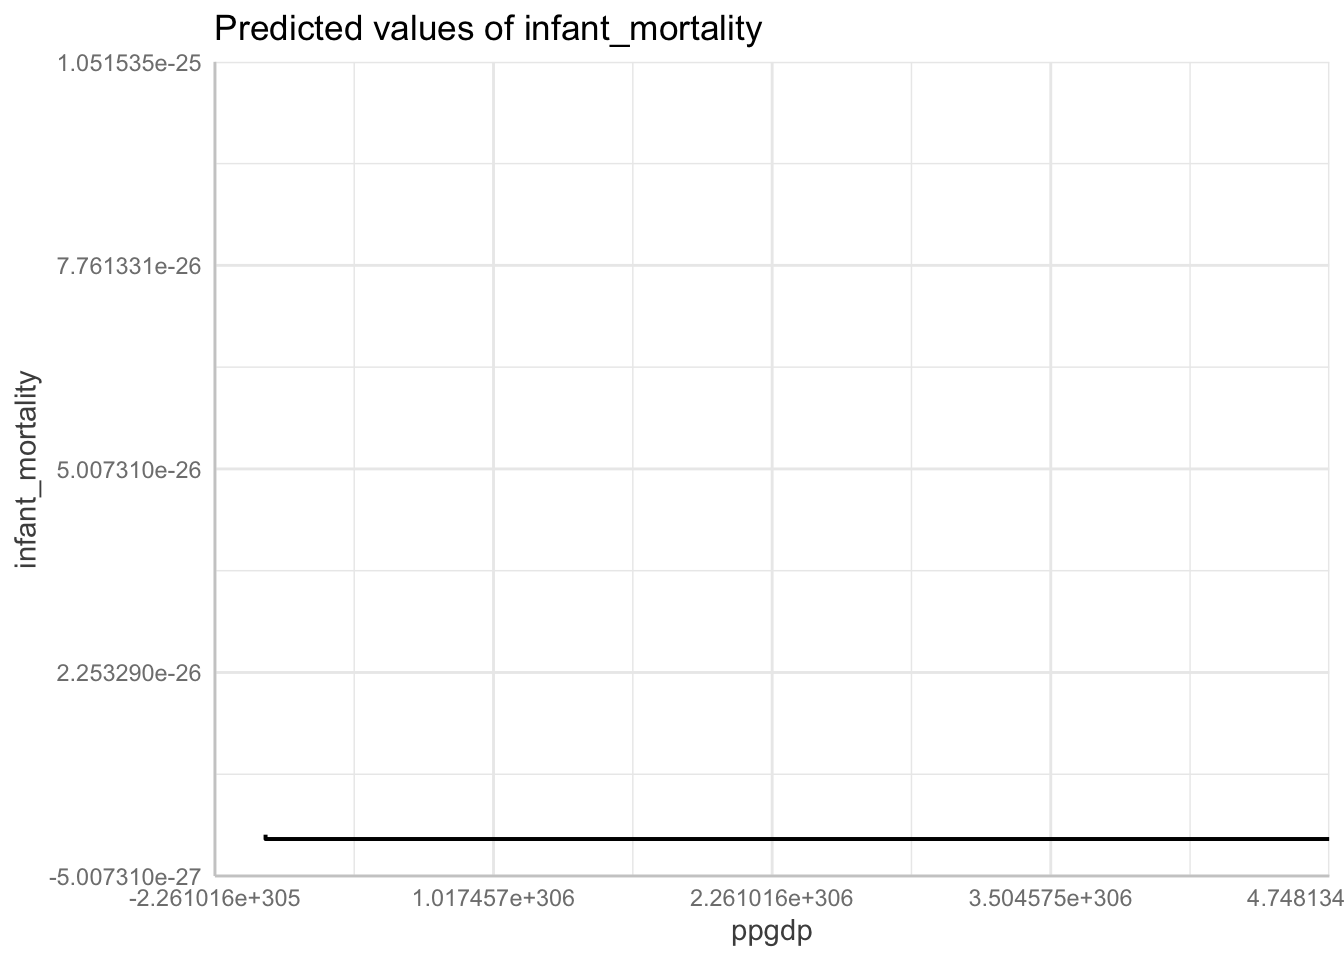 Predicted values of infant_mortality
1.051535e-25
7.761331e-26
5.007310e-26
2.253290e-26
-5.007310e-27
infant_mortality
-2.261016e+305
1.017457e+306
2.261016e+306
3.504575e+306
4.748134
ppgdp